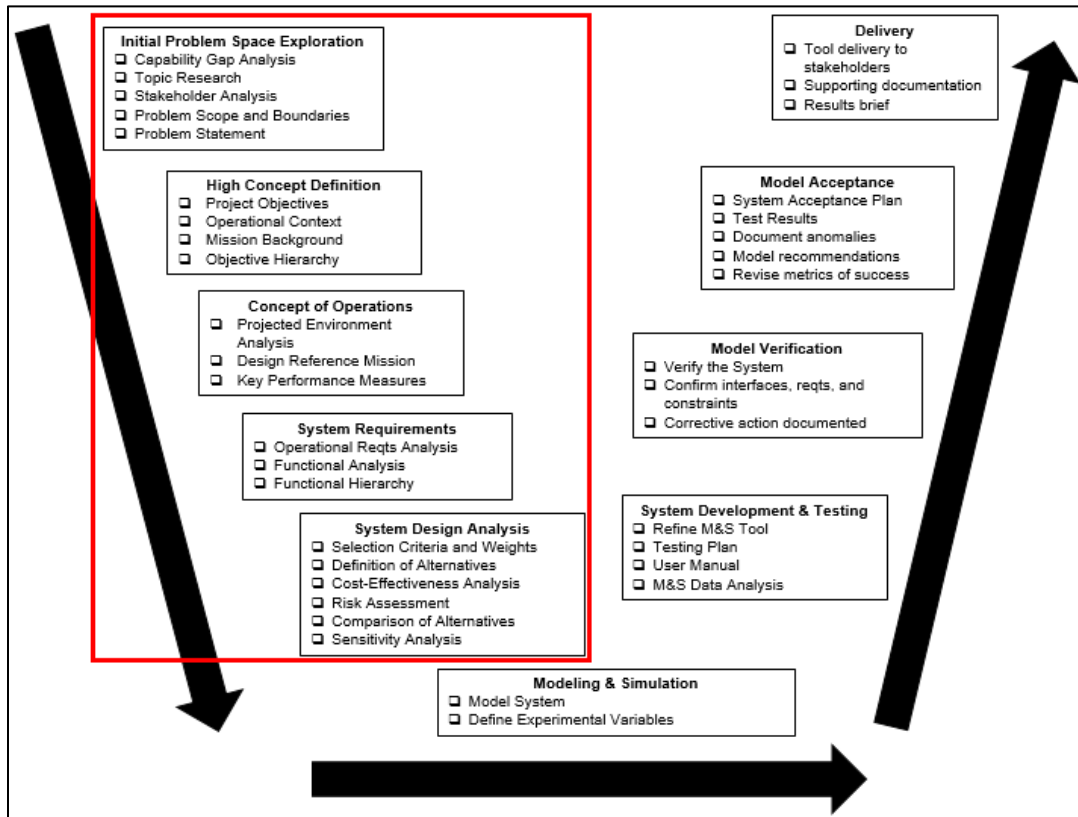 Initial Problem Space Exploration
❑ Capability Gap Analysis
❑ Topic Research
❑ Stakeholder Analysis
❑ Problem Scope and Boundaries
❑ Problem Statement
High Concept Definition
❑ Project Objectives
❑ Operational Context
❑ Mission Background
❑ Objective Hierarchy
Concept of Operations
❑ Projected Environment
Analysis
❑ Design Reference Mission
❑ Key Performance Measures
System Requirements
❑ Operational Reqts Analysis
❑ Functional Analysis
❑ Functional Hierarchy
System Design Analysis
❑ Selection Criteria and Weights
❑ Definition of Alternatives
❑ Cost-Effectiveness Analysis
❑ Risk Assessment
❑ Comparison of Alternatives
❑ Sensitivity Analysis
Modeling & Simulation
❑ Model System
❑ Define Experimental Variables
System Development & Testing
❑ Refine M&S Tool
❑ Testing Plan
❑ User Manual
❑ M&S Data Analysis
Model Verification
❑ Verify the System
❑ Confirm interfaces, reqts, and
constraints
❑ Corrective action documented
Model Acceptance
❑ System Acceptance Plan
❑ Test Results
❑ Document anomalies
❑ Model recommendations
❑ Revise metrics of success
Delivery
❑ Tool delivery to
stakeholders
❑ Supporting documentation
❑ Results brief